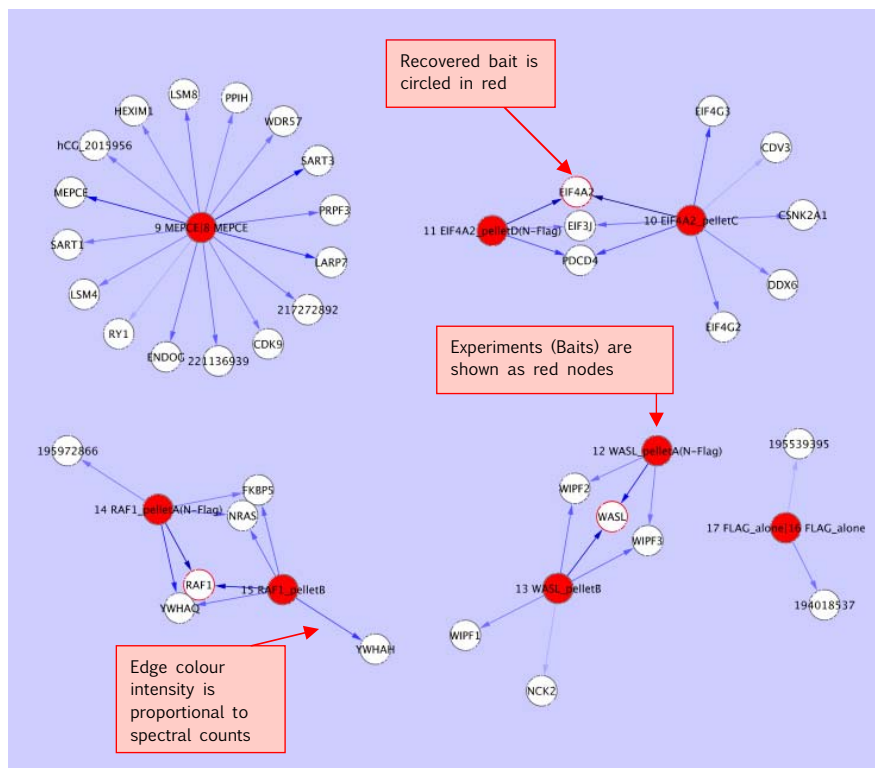 Recovered bait is
circled in red
LSM8
PPIH
HEXIM1
WDR57
hCG_2015956
SART3
MEPCE
PRPF3
9 MEPCE|8 MEPCE
SART1
LARP7
LSM4
217272892
RY1
CDK9
ENDOG
221136939
EIF4G3
CDV3
EIF4A2
CSNK2A1
10 EIF4A2_pelletC
11 EIF4A2_pelletD(N-Flag)
EIF3J
PDCD4
DDX6
EIF4G2
Experiments (Baits) are
shown as red nodes
195972866
FKBP5
14 RAF1_pelletA(N-Flag)
NRAS
RAF1
15 RAF1_pelletB
YWHAQ
YWHAH
Edge colour
intensity is
proportional to
spectral counts
12 WASL_pelletA(N-Flag)
WIPF2
WASL
WIPF3
13 WASL_pelletB
WIPF1
NCK2
195539395
17 FLAG_alone|16 FLAG_alone
194018537